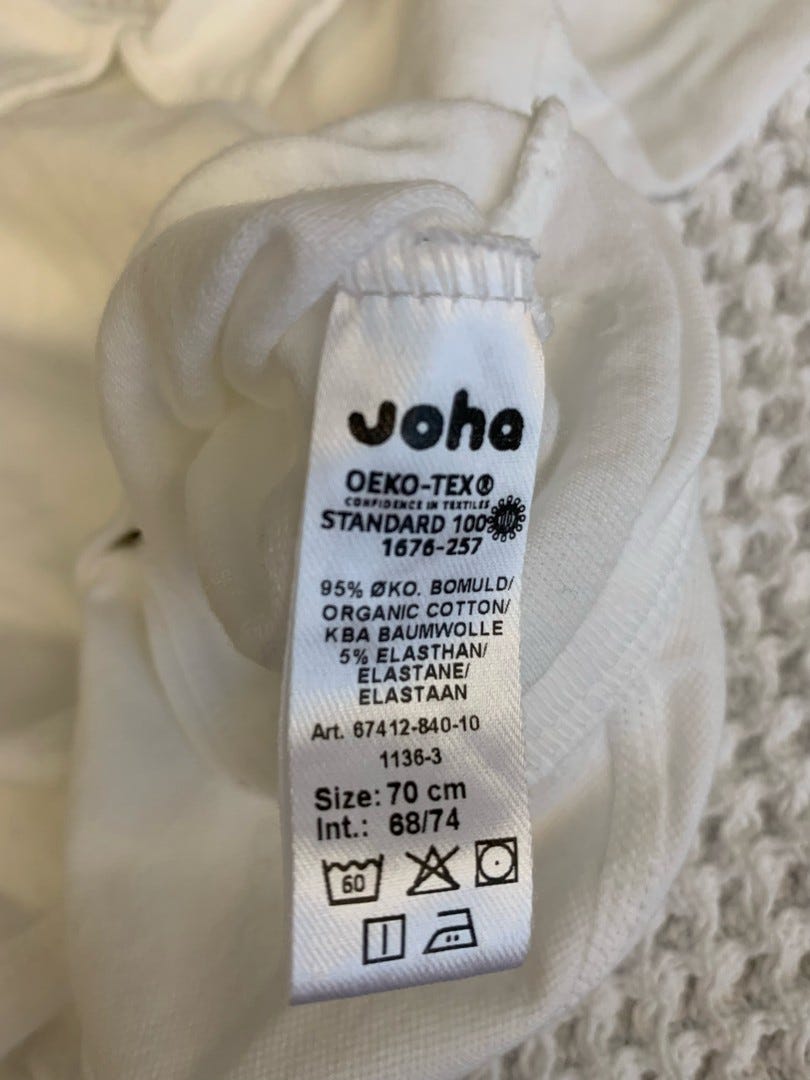 Joha
OEKO-TEX®
CONFIDENCE IN TEXTILES
STANDARD 100
1676-257
95% ØKO. BOMULD/
ORGANIC COTTON/
KBA BAUMWOLLE
5% ELASTHAN/
ELASTANE/
ELASTAAN
Art. 67412-840-10
1136-3
Size: 70 cm
Int.: 68/74
60